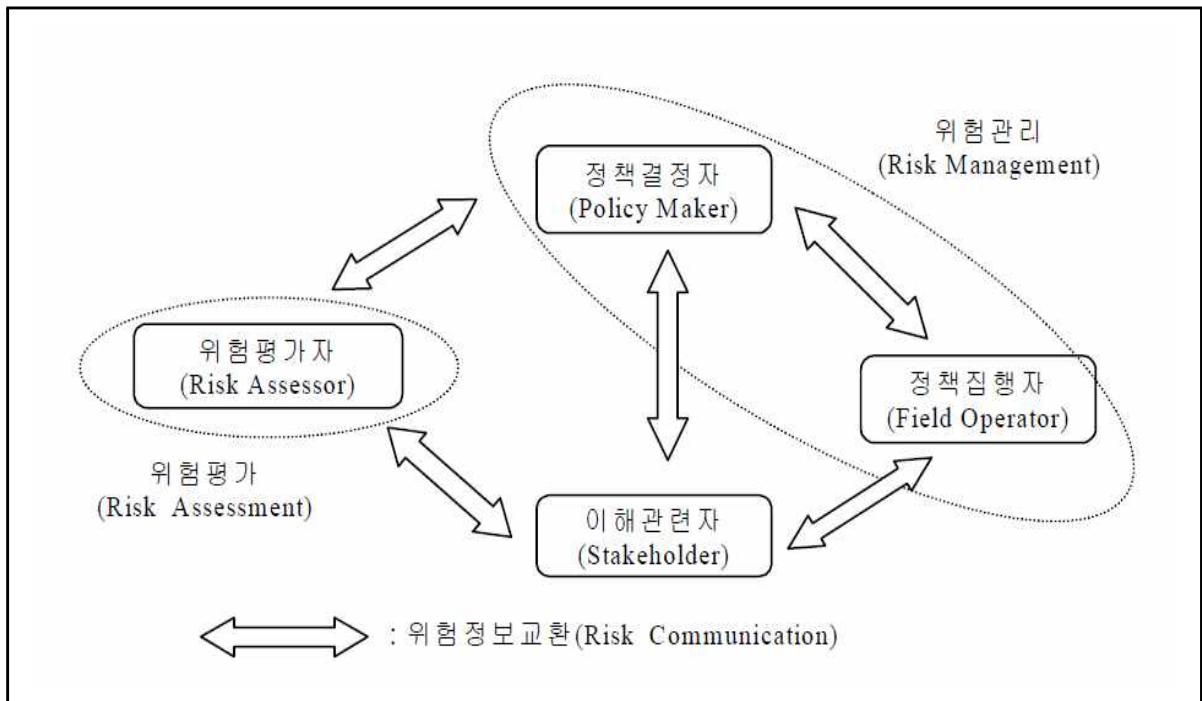 위험관리
(Risk Management)
정책결정자
(Policy Maker)
위험평가자
(Risk Assessor)
정책집행자
(Field Operator)
위험평가
(Risk Assessment)
이해관련자
(Stakeholder)
: 위험정보교환(Risk Communication)